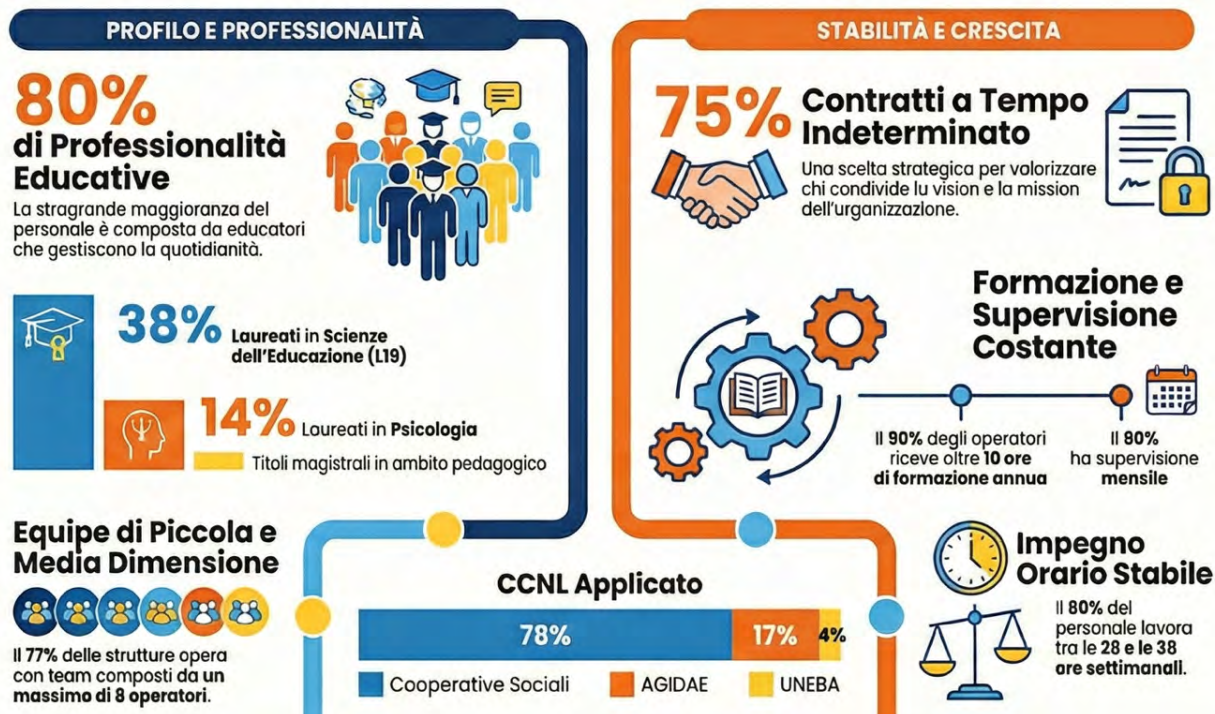 PROFILO E PROFESSIONALITÀ
80%
di Professionalità
Educative
La stragrande maggioranza del
personale è composta da educatori
che gestiscono la quotidianità.
38% Laureati in Scienze
dell'Educazione (L19)
14% Laureati in Psicologia
Titoli magistrali in ambito pedagogico
Equipe di Piccola e
Media Dimensione
Il 77% delle strutture opera
con team composti da un
massimo di 8 operatori.
STABILITÀ E CRESCITA
75% Contratti a Tempo
Indeterminato
Una scelta strategica per valorizzare
chi condivide lu vision e la mission
dell'organizzazlone.
Formazione e
Supervisione
Costante
Il 90% degli operatori
riceve oltre 10 ore
di formazione annua
Il 80%
ha supervisione
mensile
Impegno
Orario Stabile
Il 80% del
personale lavora
tra le 28 e le 38
ore settimanall.
CCNL Applicato
78% 17% 4%
Cooperative Sociali AGIDAE UNEBA